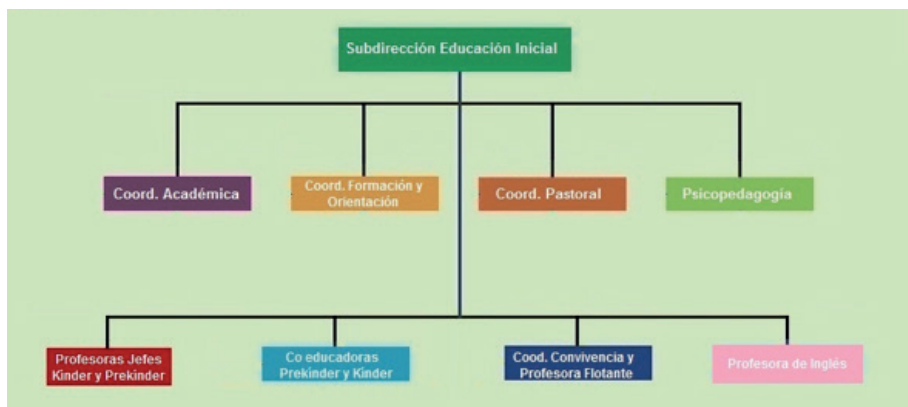 Subdirección Educación Inicial
Coord. Académica
Coord. Formación y
Orientación
Coord. Pastoral
Psicopedagogía
Profesoras Jefes
Kinder y Prekinder
Co educadoras
Prekinder y Kinder
Cood. Convivencia y
Profesora Flotante
Profesora de Inglés